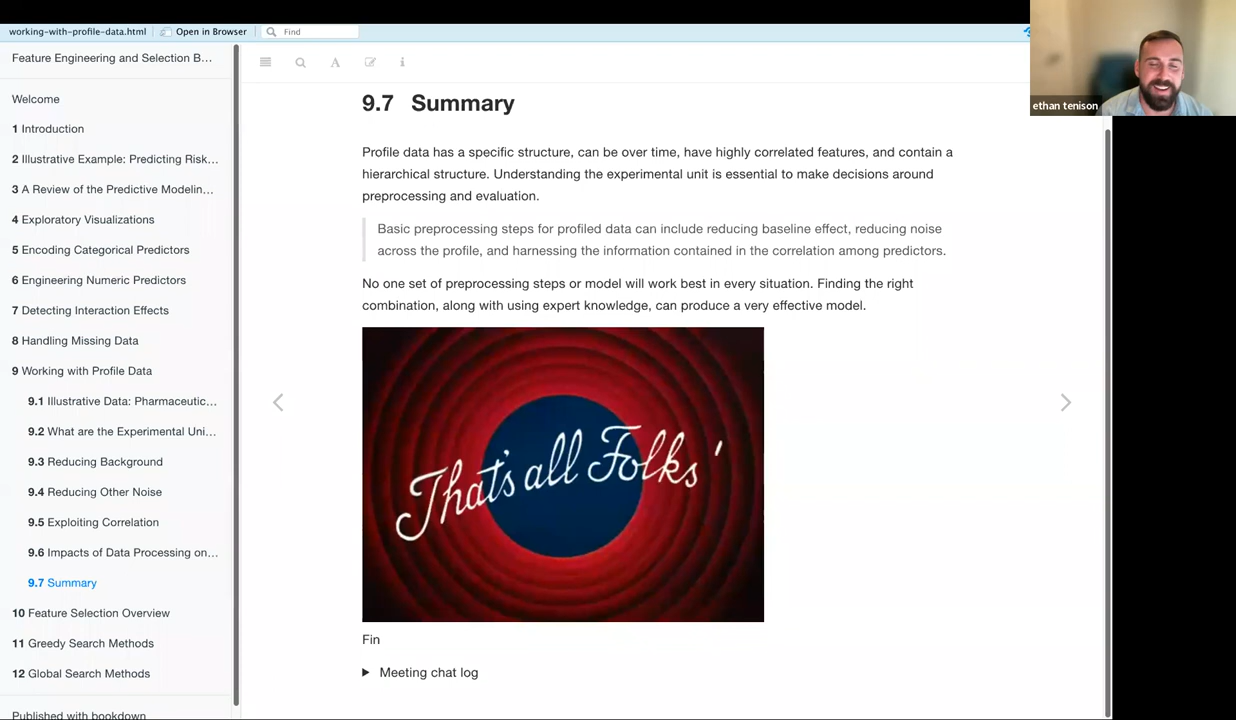 working-with-profile-data.html
Open in Browser
Find
ethan tenison
Feature Engineering and Selection B...
Welcome
1 Introduction
2 Illustrative Example: Predicting Risk...
3 A Review of the Predictive Modelin...
4 Exploratory Visualizations
5 Encoding Categorical Predictors
6 Engineering Numeric Predictors
7 Detecting Interaction Effects
8 Handling Missing Data
9 Working with Profile Data
9.1 Illustrative Data: Pharmaceutic...
9.2 What are the Experimental Uni...
9.3 Reducing Background
9.4 Reducing Other Noise
9.5 Exploiting Correlation
9.6 Impacts of Data Processing on...
9.7 Summary
10 Feature Selection Overview
11 Greedy Search Methods
12 Global Search Methods
Published with bookdown
9.7 Summary
Profile data has a specific structure, can be over time, have highly correlated features, and contain a
hierarchical structure. Understanding the experimental unit is essential to make decisions around
preprocessing and evaluation.
Basic preprocessing steps for profiled data can include reducing baseline effect, reducing noise
across the profile, and harnessing the information contained in the correlation among predictors.
No one set of preprocessing steps or model will work best in every situation. Finding the right
combination, along with using expert knowledge, can produce a very effective model.
That's all Folks'
Fin
Meeting chat log